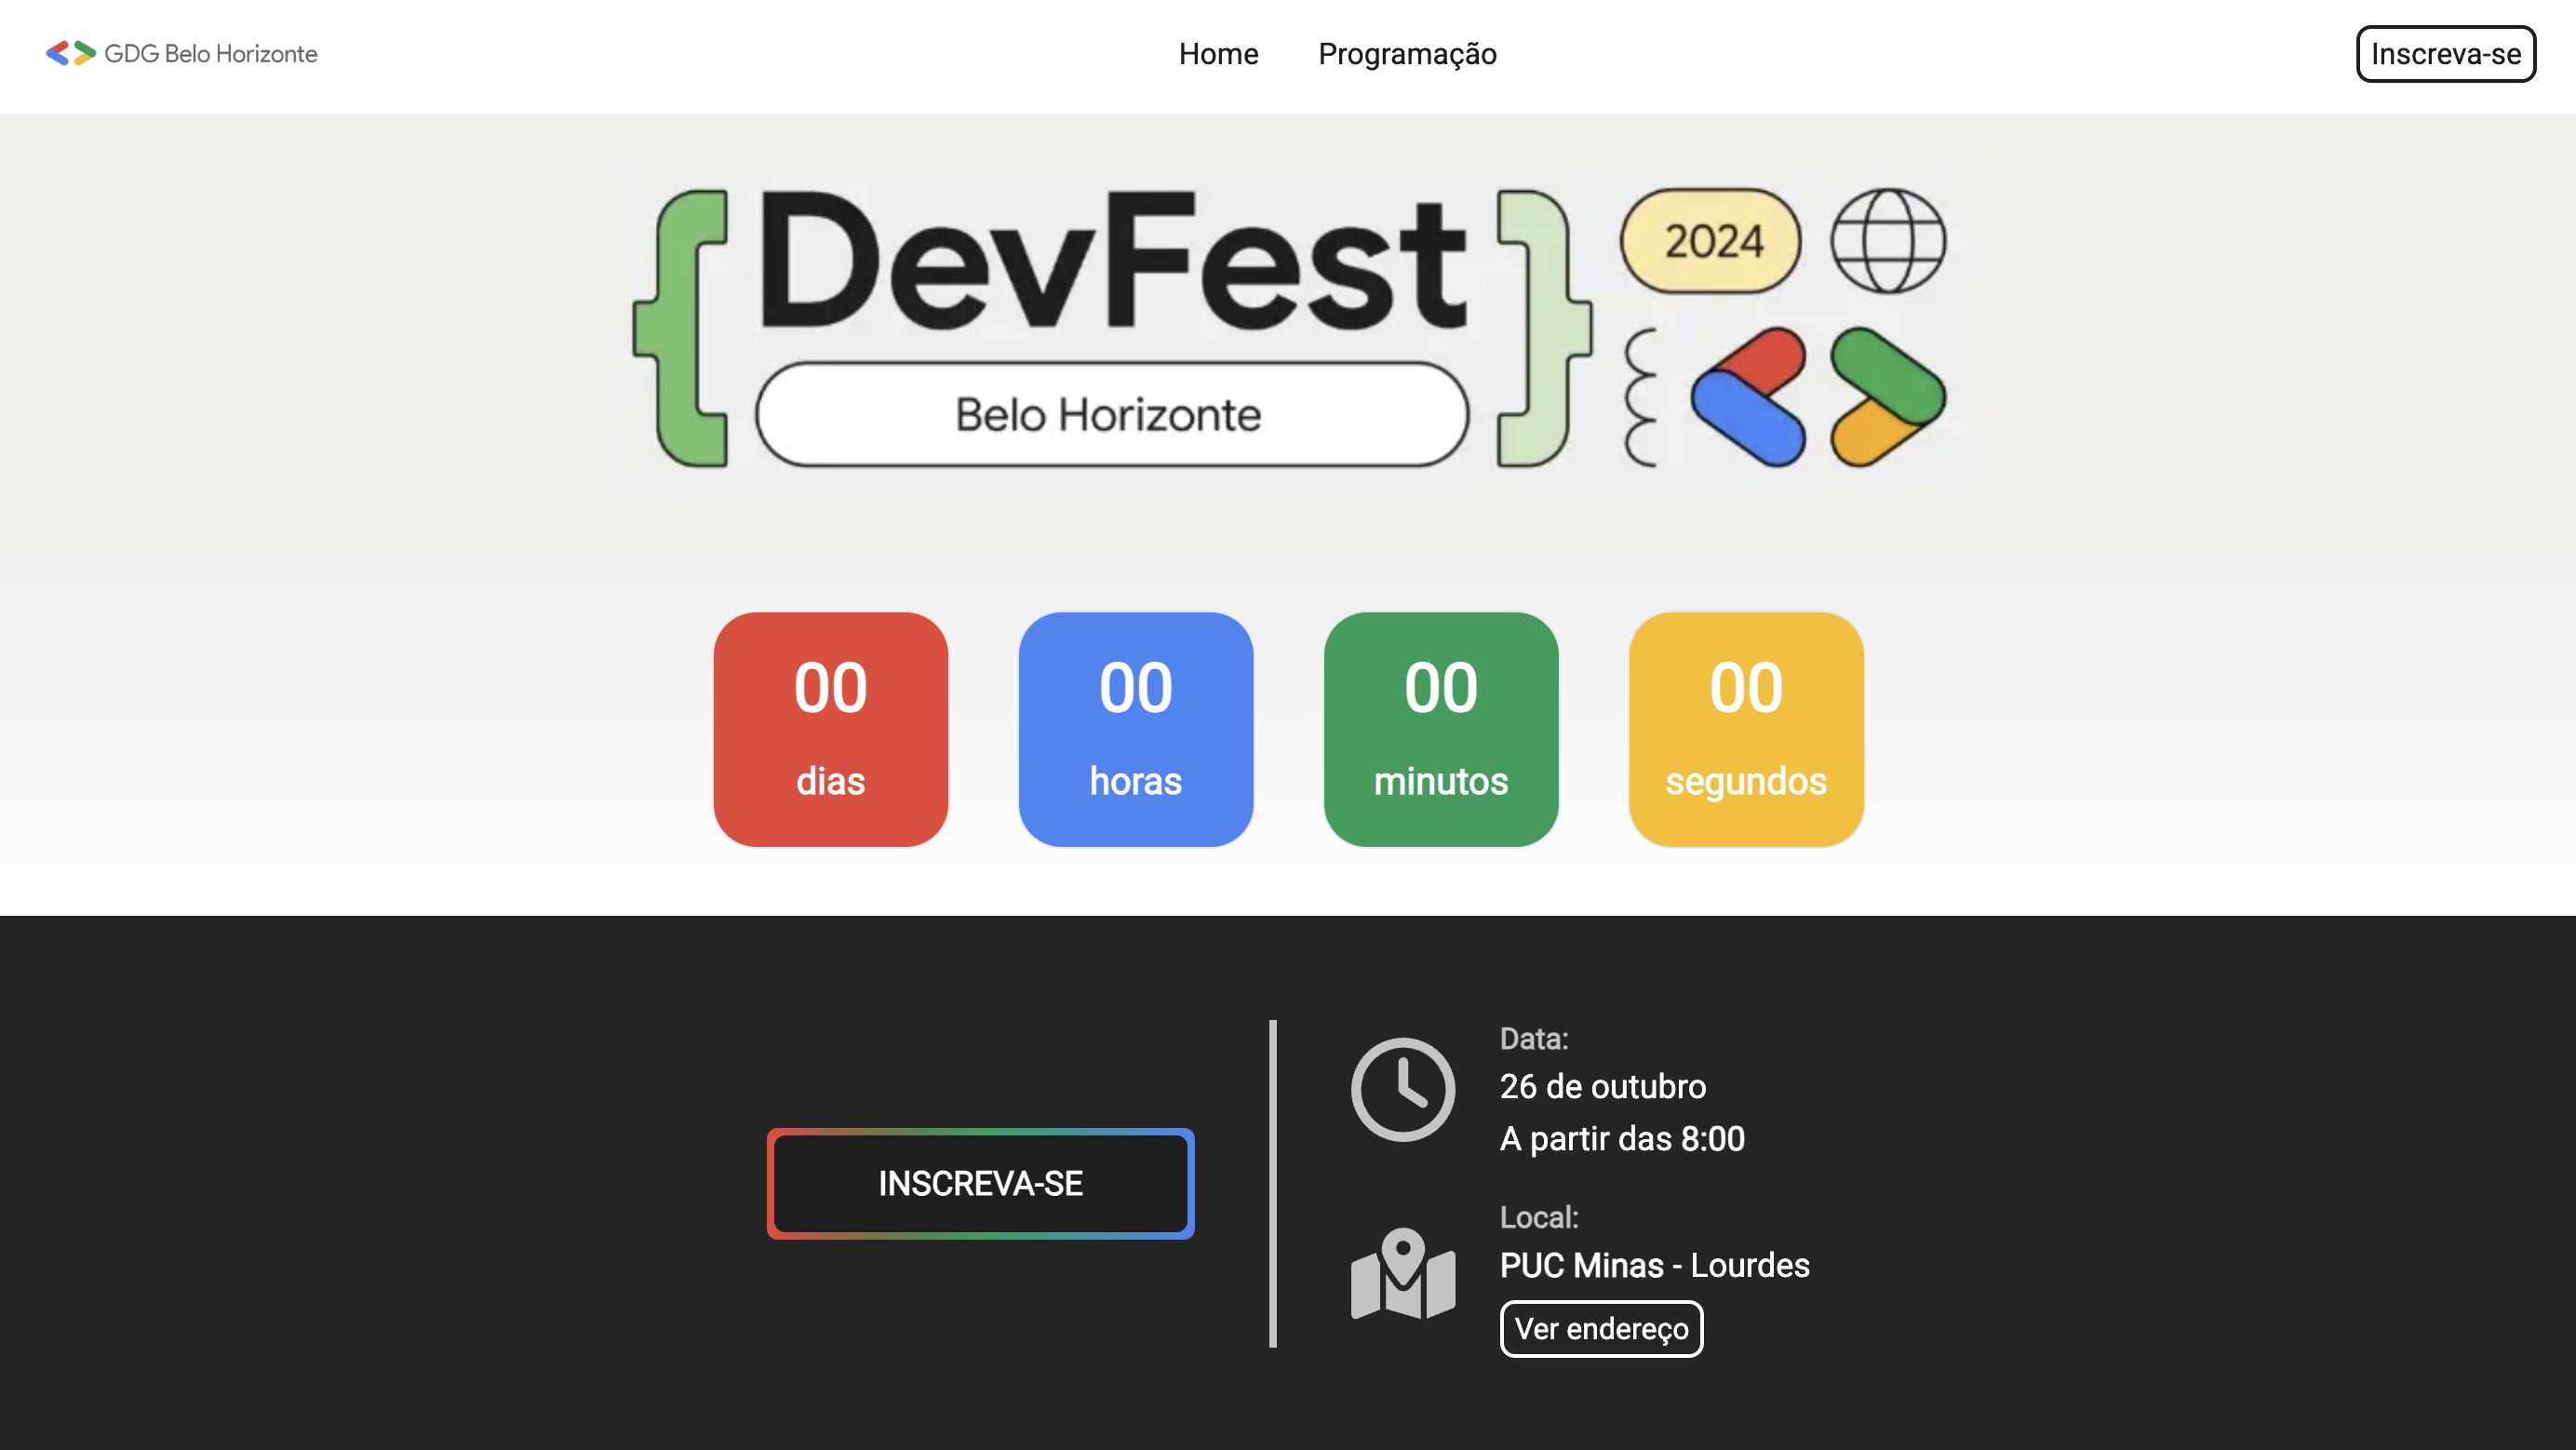 GDG Belo Horizonte
Home
Programação
Inscreva-se
DevFest
Belo Horizonte
2024
00
dias
00
horas
00
minutos
00
segundos
INSCREVA-SE
Data:
26 de outubro
A partir das 8:00
Local:
PUC Minas - Lourdes
Ver endereço